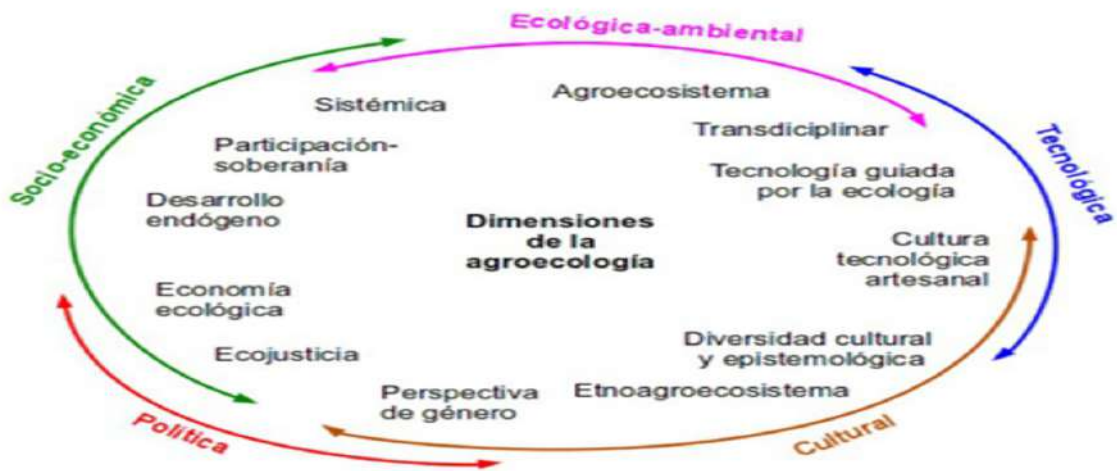 Ecológica-ambiental
Socio-económica
Tecnológica
Sistémica
Agroecosistema
Participación-
soberanía
Transdiciplinar
Desarrollo
endógeno
Tecnología guiada
por la ecología
Dimensiones
de la
agroecología
Cultura
tecnológica
artesanal
Economía
ecológica
Ecojusticia
Diversidad cultural
y epistemológica
Perspectiva
de género
Etnoagroecosistema
Política
Cultural